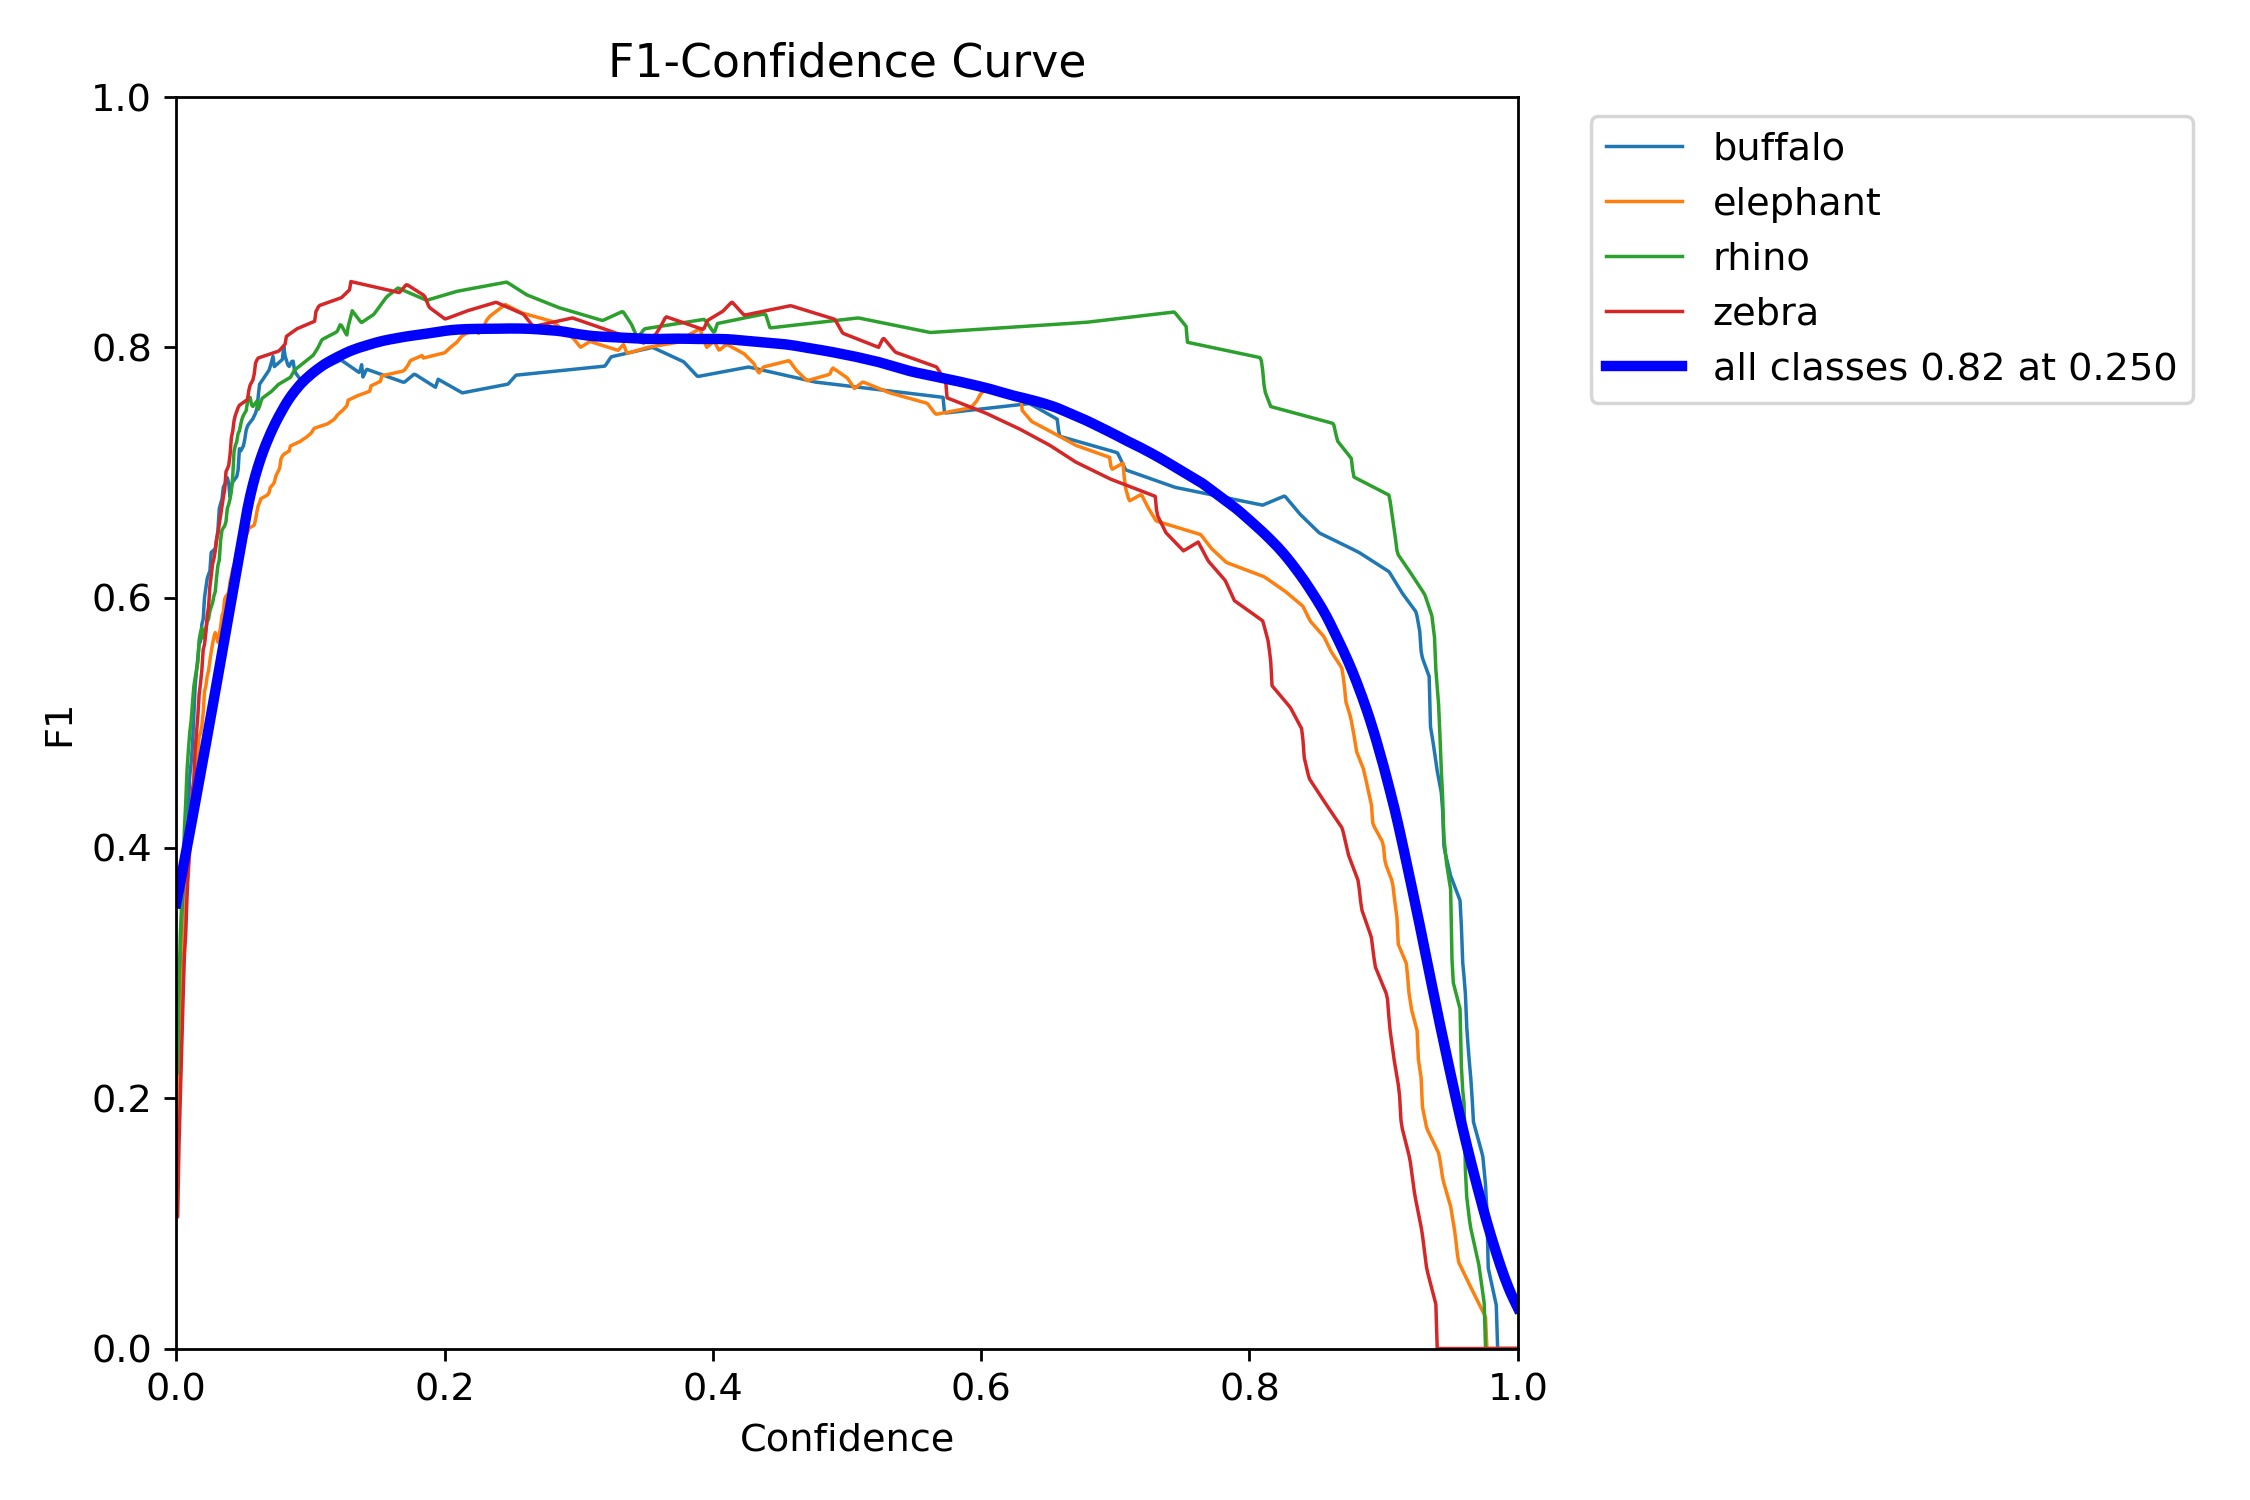 F1-Confidence Curve
1.0
0.8
0.6
0.4
0.2
0.0
F1
0.0 0.2 0.4 0.6 0.8 1.0
Confidence
buffalo
elephant
rhino
zebra
all classes 0.82 at 0.250